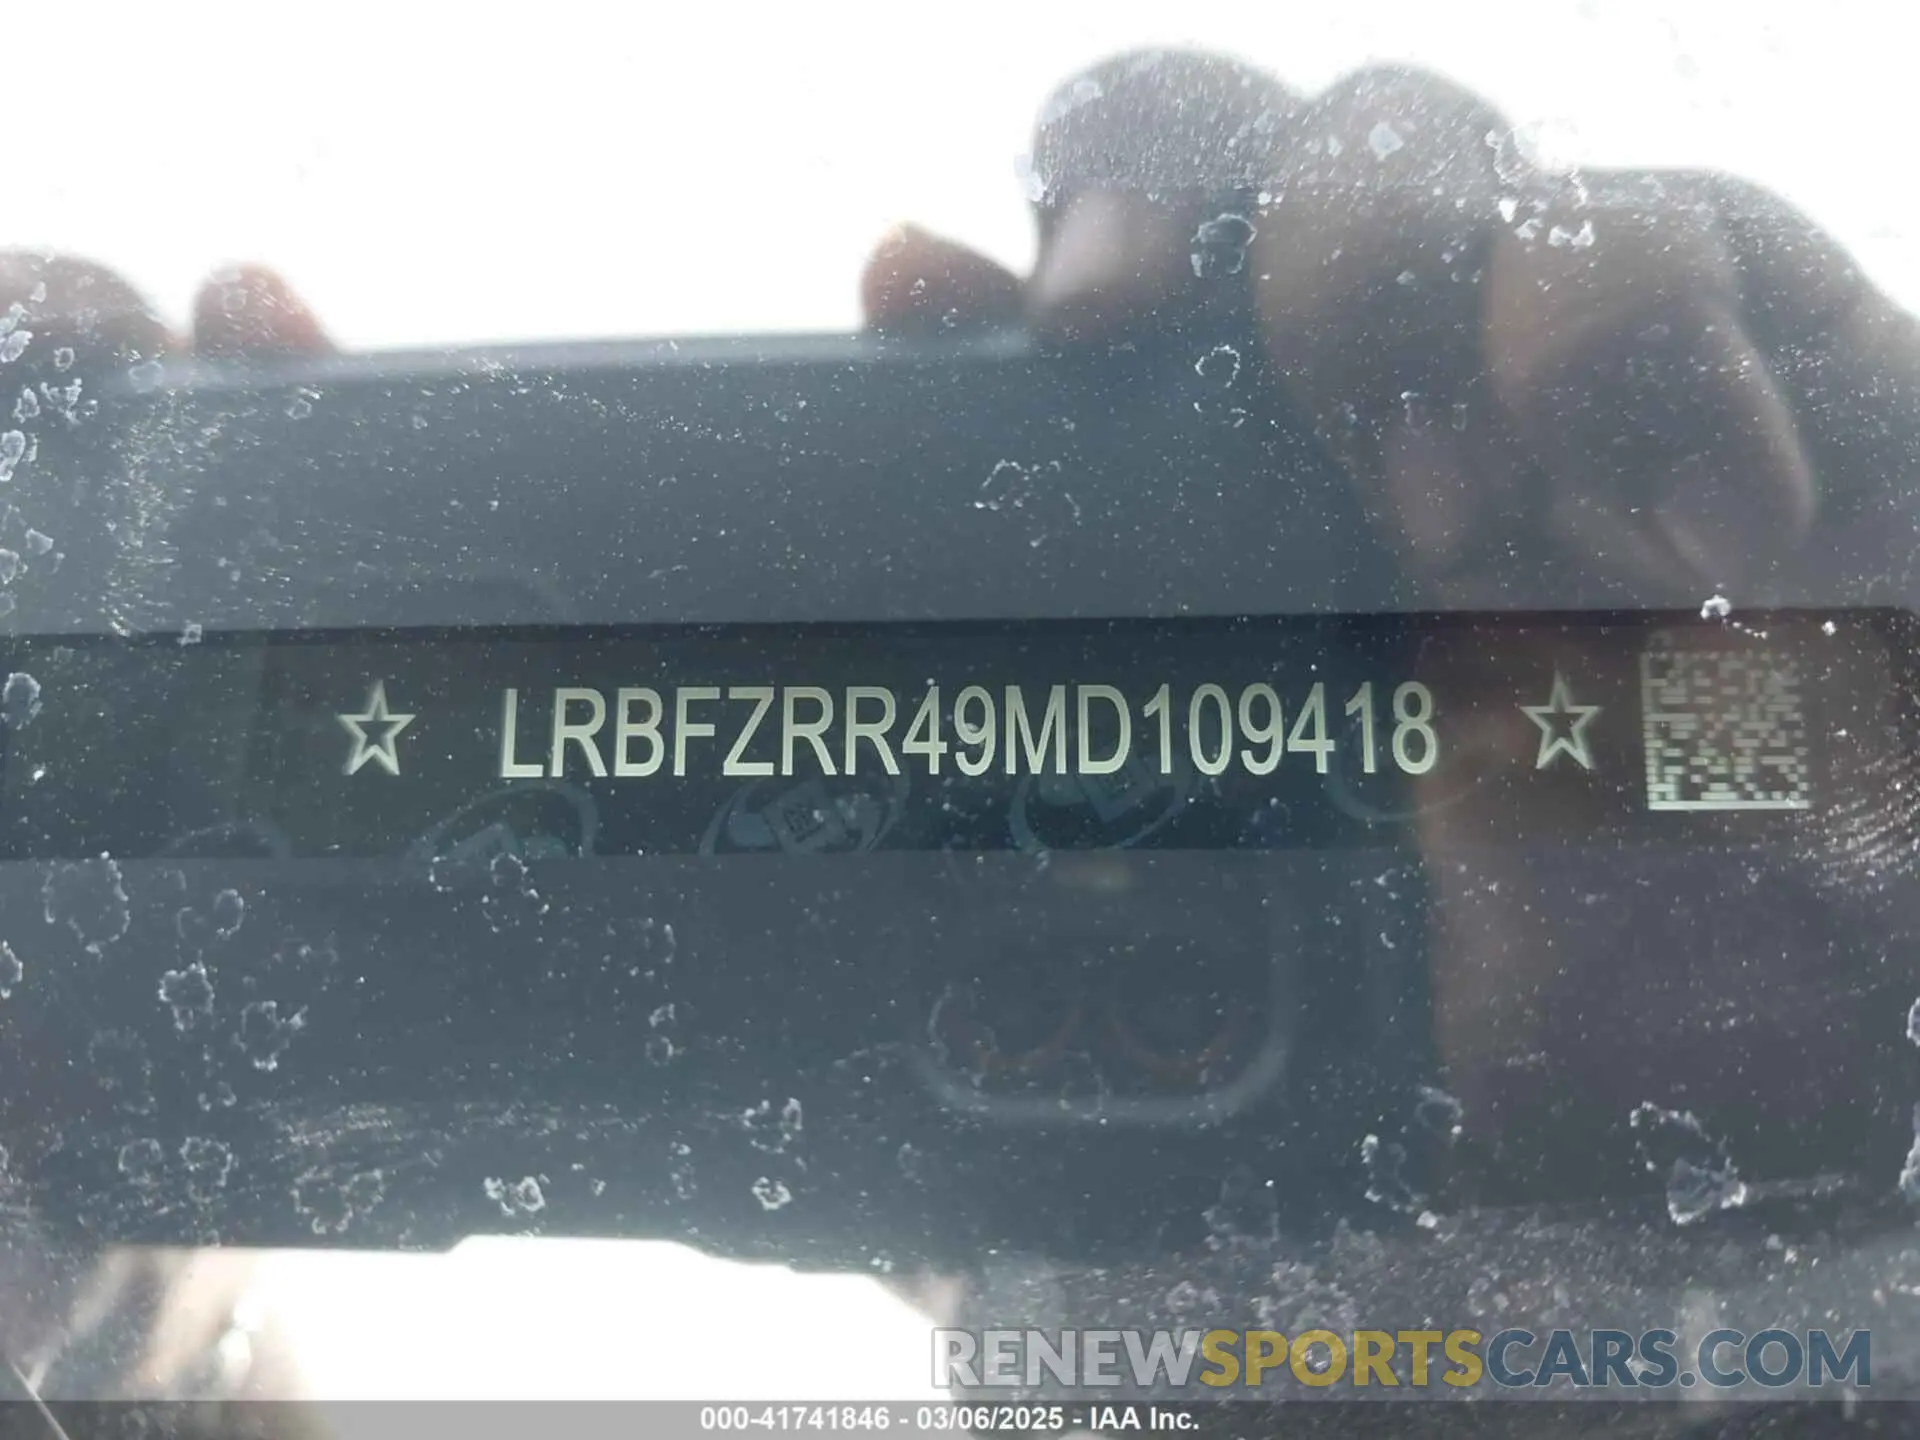 ☆ LRBFZRR49MD109418 ☆
RENEWSPORTSCARS.COM
000-41741846 - 03/06/2025 - IAA Inc.